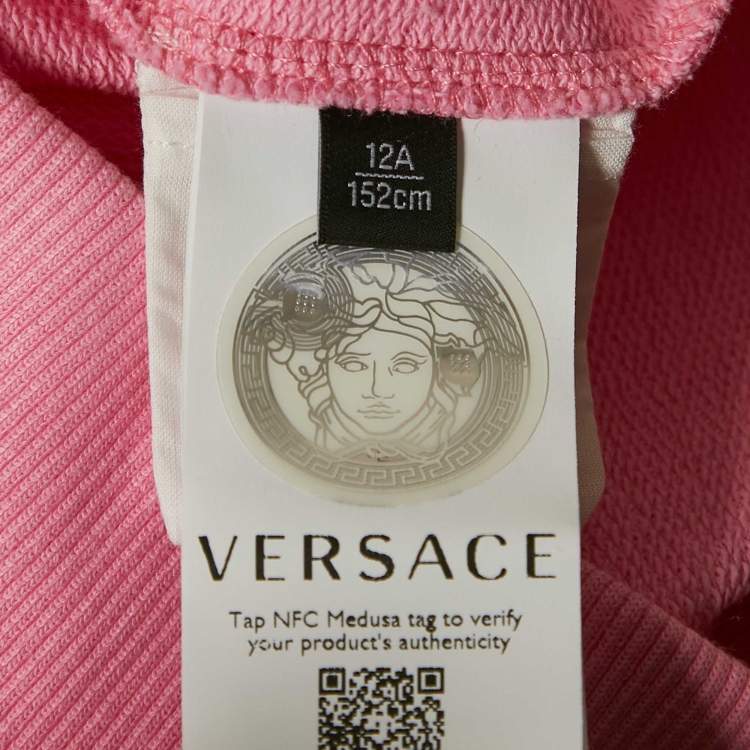 12A
152cm
VERSACE
Tap NFC Medusa tag to verify
your product's authenticity